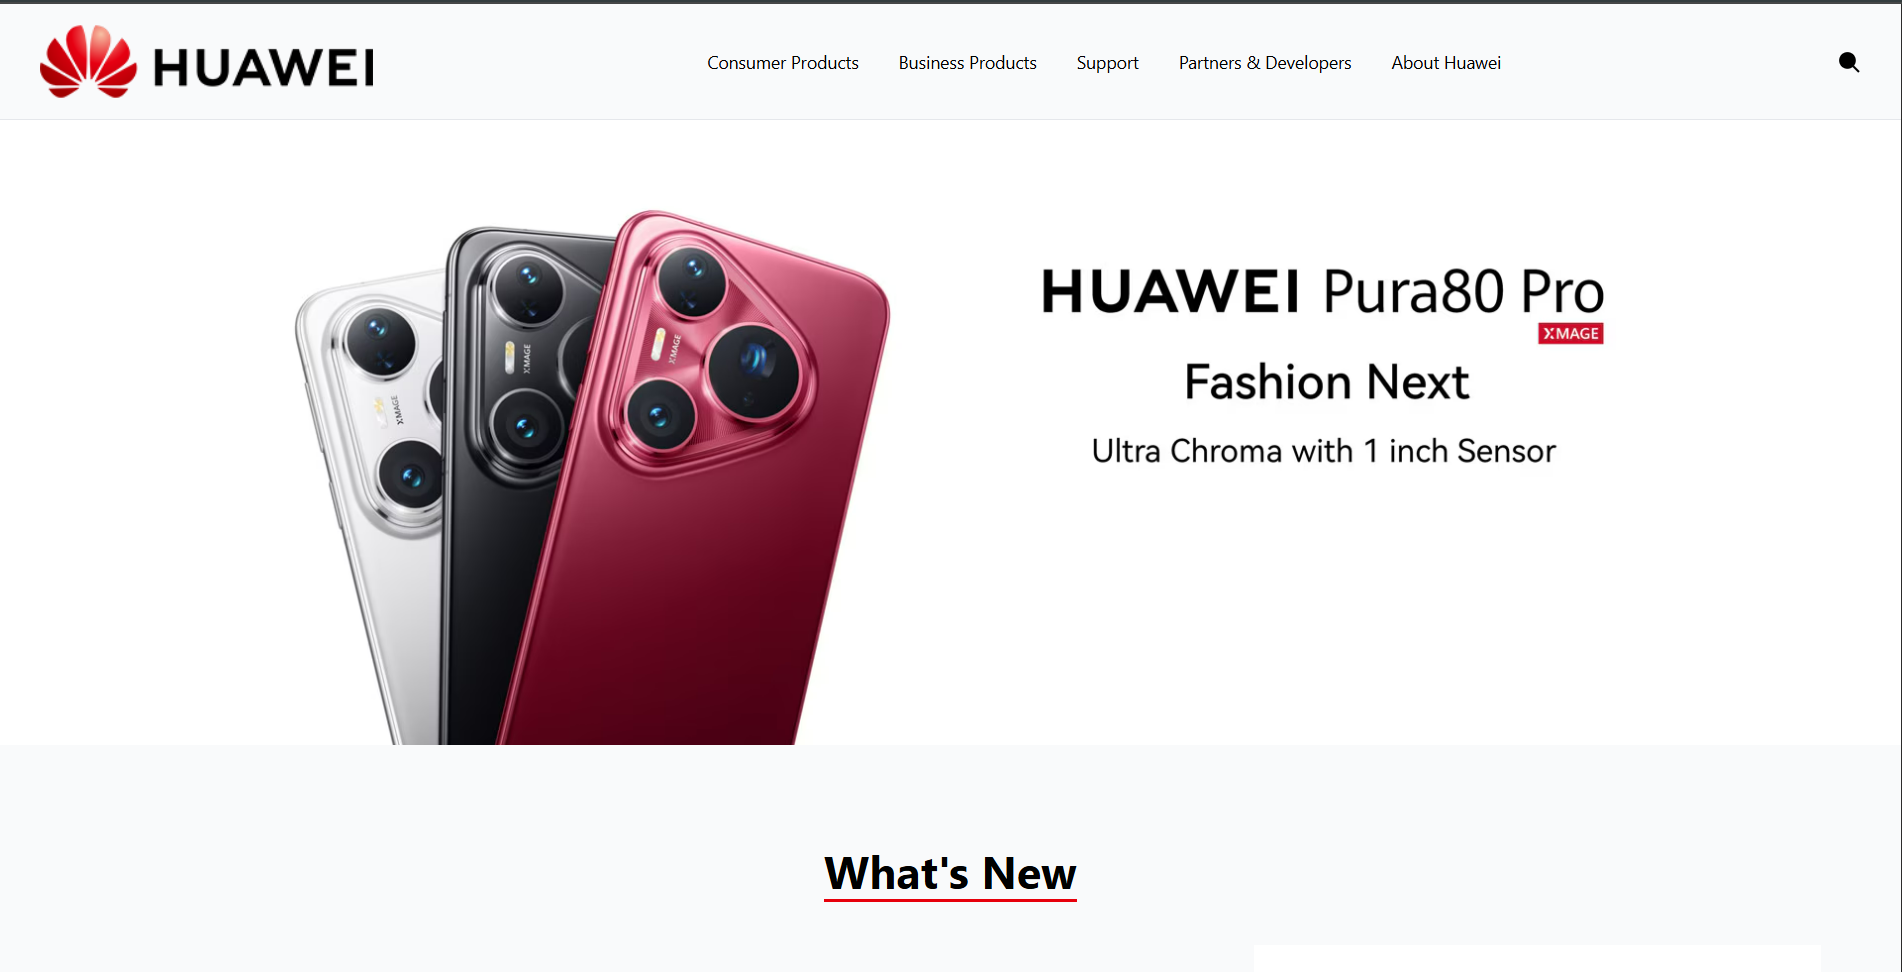 HUAWEI
Consumer Products
Business Products
Support
Partners & Developers
About Huawei
XMAGE
XMAGE
XMAGE
HUAWEI Pura80 Pro
XMAGE
Fashion Next
Ultra Chroma with 1 inch Sensor
What's New